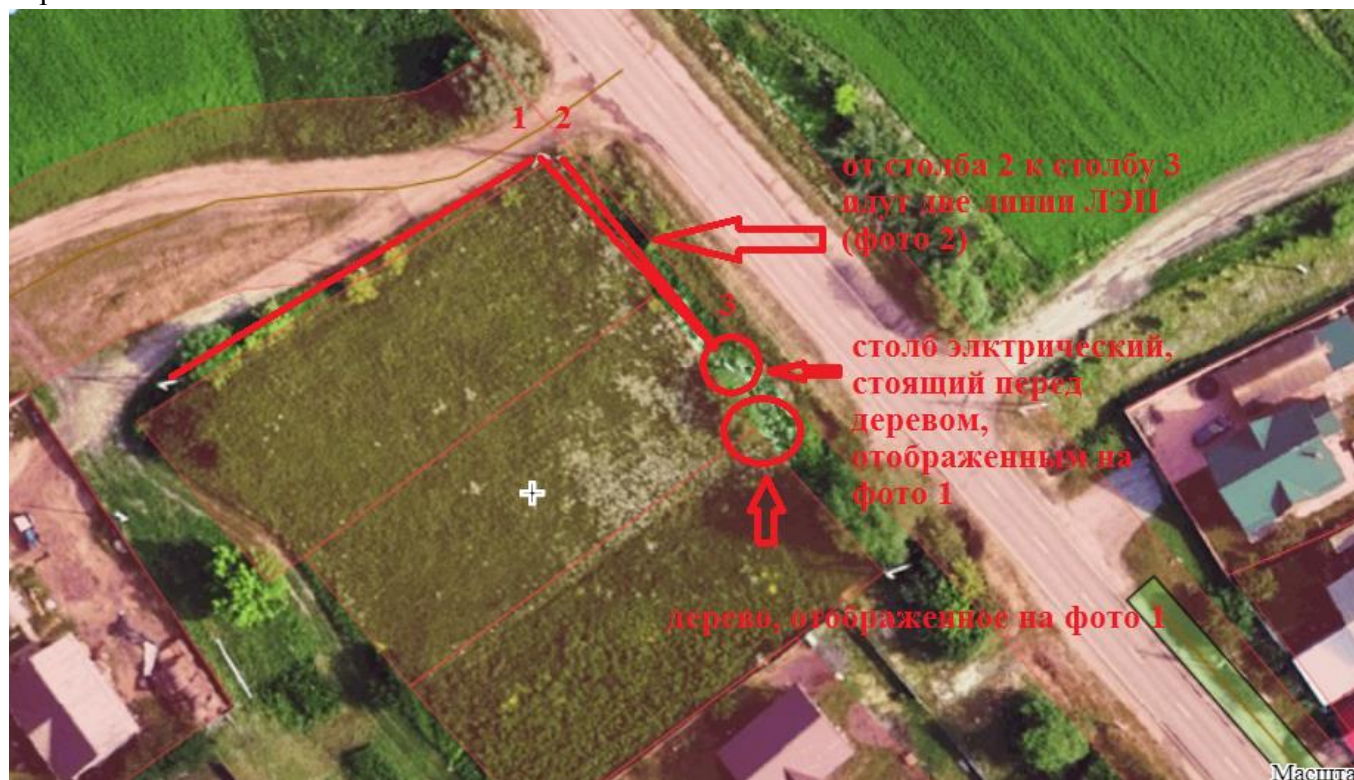 1 2
от столба 2 к столбу 3
идут две линии ЛЭП
(фото 2)
3
столб элктрический,
стоящий перед
деревом,
отображенным на
фото 1
дерево, отображенное на фото 1